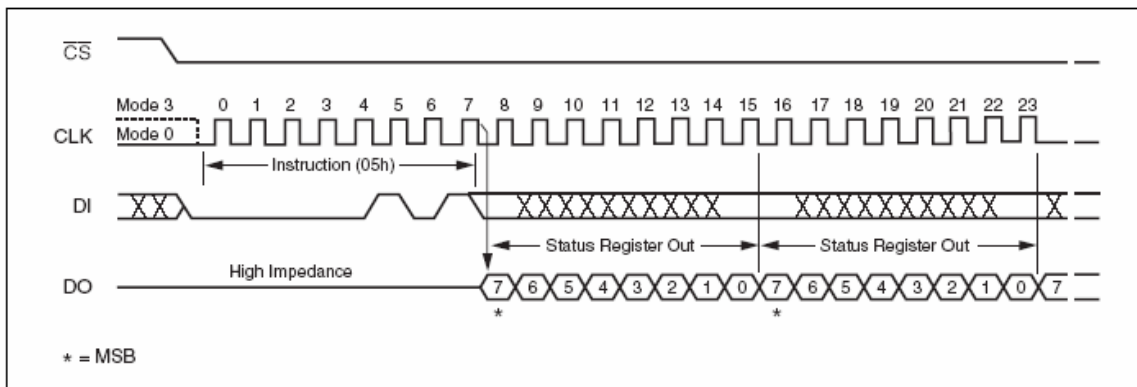 CS
Mode 3 0 1 2 3 4 5 6 7 8 9 10 11 12 13 14 15 16 17 18 19 20 21 22 23
CLK Mode 0
Instruction (05h)
DI
Status Register Out Status Register Out
High Impedance
DO 7 6 5 4 3 2 1 0 7 6 5 4 3 2 1 0 7
* *
* = MSB